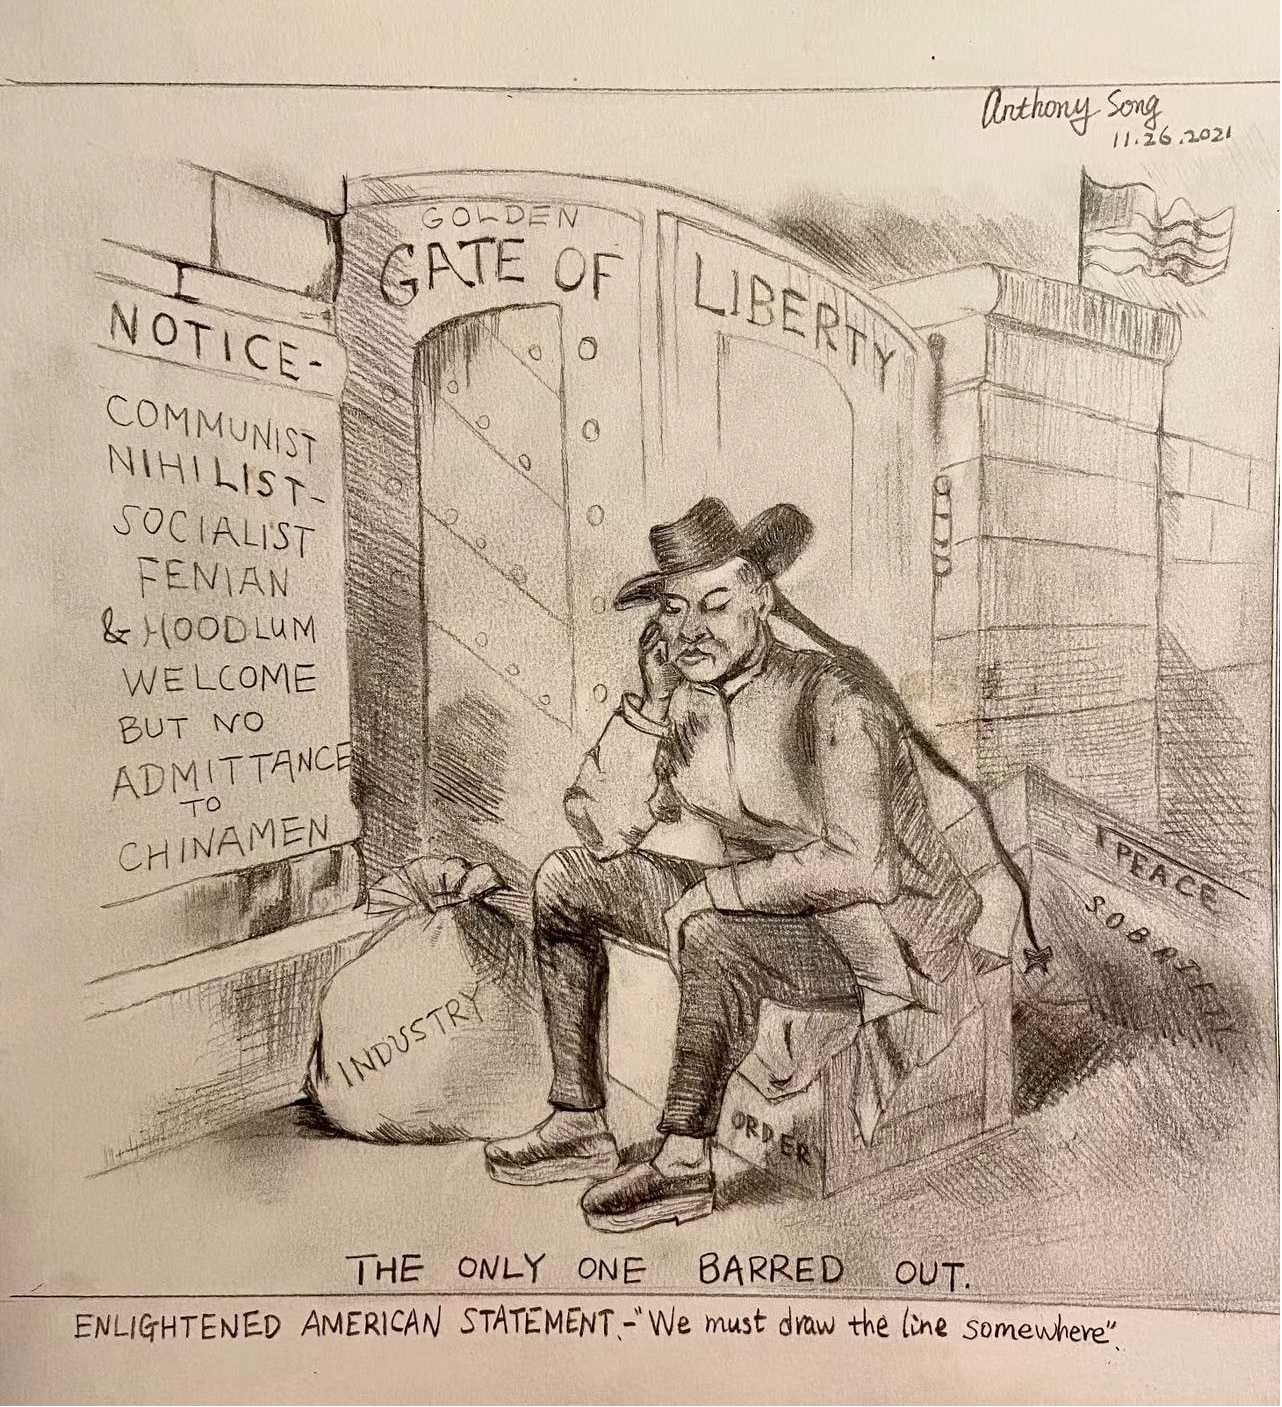 Anthony Song
11.26.2021
GOLDEN
GATE OF LIBERTY
NOTICE-
COMMUNIST
NIHILIST-
SOCIALIST
FENIAN
& HOODLUM
WELCOME
BUT NO
ADMITTANCE
TO
CHINAMEN
PEACE
SOBRIETY
INDUSTRY
ORDER
THE ONLY ONE BARRED OUT.
ENLIGHTENED AMERICAN STATEMENT.-"We must draw the line somewhere".